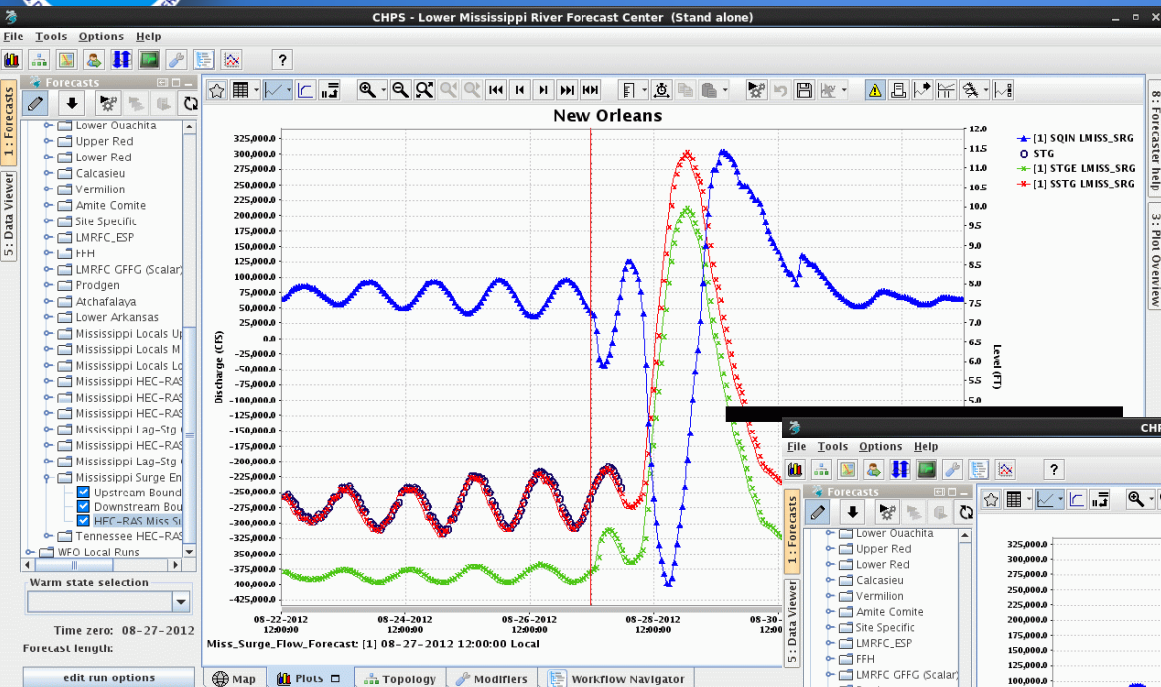 CHPS - Lower Mississippi River Forecast Center (Stand alone)
File Tools Options Help
?
1 : Forecasts
5 : Data Viewer
Forecasts
Lower Ouachita
Upper Red
Lower Red
Calcasieu
Vermilion
Amite Comite
Site Specific
LMRFC_ESP
FFH
LMRFC GFFG (Scalar)
Prodgen
Atchafalaya
Lower Arkansas
Mississippi Locals Up
Mississippi Locals M
Mississippi Locals Lo
Mississippi HEC-RAS
Mississippi HEC-RAS
Mississippi HEC-RAS
Mississippi Lag-Stg
Mississippi HEC-RAS
Mississippi Lag-Stg
Mississippi Surge En
Upstream Bound
Downstream Bou
HEC-RAS Miss Su
Tennessee HEC-RAS
WFO Local Runs
Warm state selection
Time zero: 08-27-2012
Forecast length:
edit run options
New Orleans
Discharge (CFS)
325,000.0
300,000.0
275,000.0
250,000.0
225,000.0
200,000.0
175,000.0
150,000.0
125,000.0
100,000.0
75,000.0
50,000.0
25,000.0
0.0
-25,000.0
-50,000.0
-75,000.0
-100,000.0
-125,000.0
-150,000.0
-175,000.0
-200,000.0
-225,000.0
-250,000.0
-275,000.0
-300,000.0
-325,000.0
-350,000.0
-375,000.0
-400,000.0
-425,000.0
12.0
11.5
11.0
10.5
10.0
9.5
9.0
8.5
8.0
7.5
7.0
6.5
6.0
5.5
5.0
Level (FT)
[1] SQIN LMISS_SRG
STG
[1] STGE LMISS_SRG
[1] SSTG LMISS_SRG
8 : Forecaster help
3 : Plot Overview
08-22-2012 08-24-2012 08-26-2012 08-28-2012 08-30-
12:00:00 12:00:00 12:00:00 12:00:00 12:00
Miss_Surge_Flow_Forecast: [1] 08-27-2012 12:00:00 Local
Map Plots Topology Modifiers Workflow Navigator
CHP
File Tools Options Help
?
1 : Forecasts
5 : Data Viewer
Forecasts
Lower Ouachita
Upper Red
Lower Red
Calcasieu
Vermilion
Amite Comite
Site Specific
LMRFC_ESP
FFH
LMRFC GFFG (Scalar)
325,000.0
300,000.0
275,000.0
250,000.0
225,000.0
200,000.0
175,000.0
150,000.0
125,000.0
100,000.0